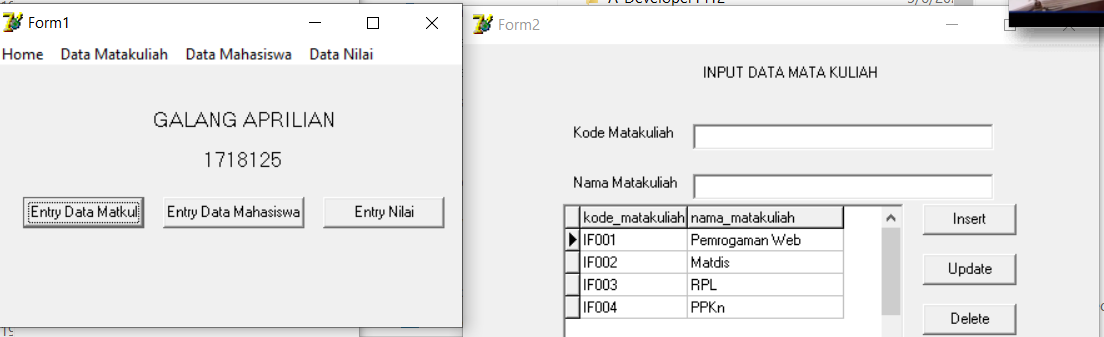 Form1
Home Data Matakuliah Data Mahasiswa Data Nilai
GALANG APRILIAN
1718125
Entry Data Matkul Entry Data Mahasiswa Entry Nilai
Form2
INPUT DATA MATA KULIAH
Kode Matakuliah
Nama Matakuliah
kode_matakuliah nama_matakuliah
IF001 Pemrogaman Web
IF002 Matdis
IF003 RPL
IF004 PPKn
Insert
Update
Delete